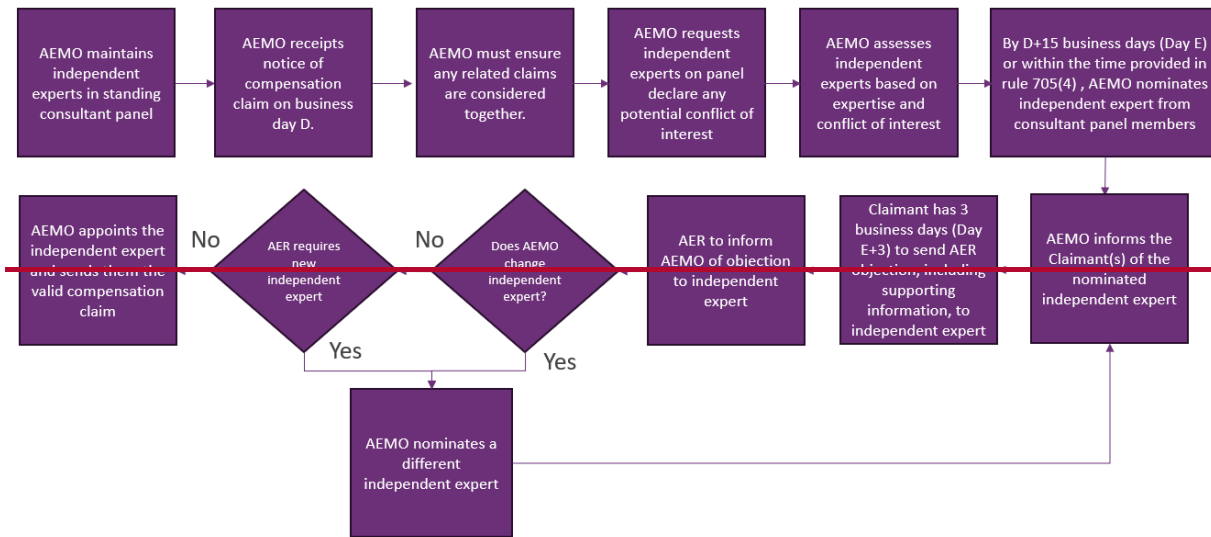 AEMO maintains
independent
experts in standing
consultant panel
AEMO receipts
notice of
compensation
claim on business
day D.
AEMO must ensure
any related claims
are considered
together.
AEMO requests
independent
experts on panel
declare any
potential conflict of
interest
AEMO assesses
independent
experts based on
expertise and
conflict of interest
By D+15 business days (Day E)
or within the time provided in
rule 705(4) , AEMO nominates
independent expert from
consultant panel members
AEMO informs the
Claimant(s) of the
nominated
independent expert
Claimant has 3
business days (Day
E+3) to send AER
objection, including
supporting
information, to
independent expert
AER to inform
AEMO of objection
to independent
expert
Does AEMO
change
independent
expert?
No
AER requires
new
independent
expert
No
AEMO appoints the
independent expert
and sends them the
valid compensation
claim
Yes
Yes
AEMO nominates a
different
independent expert